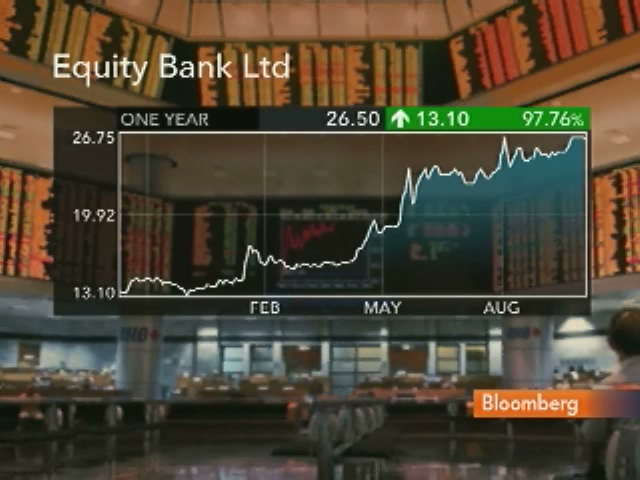 Equity Bank Ltd
ONE YEAR 26.50 13.10 97.76%
26.75
19.92
13.10
FEB MAY AUG
Bloomberg